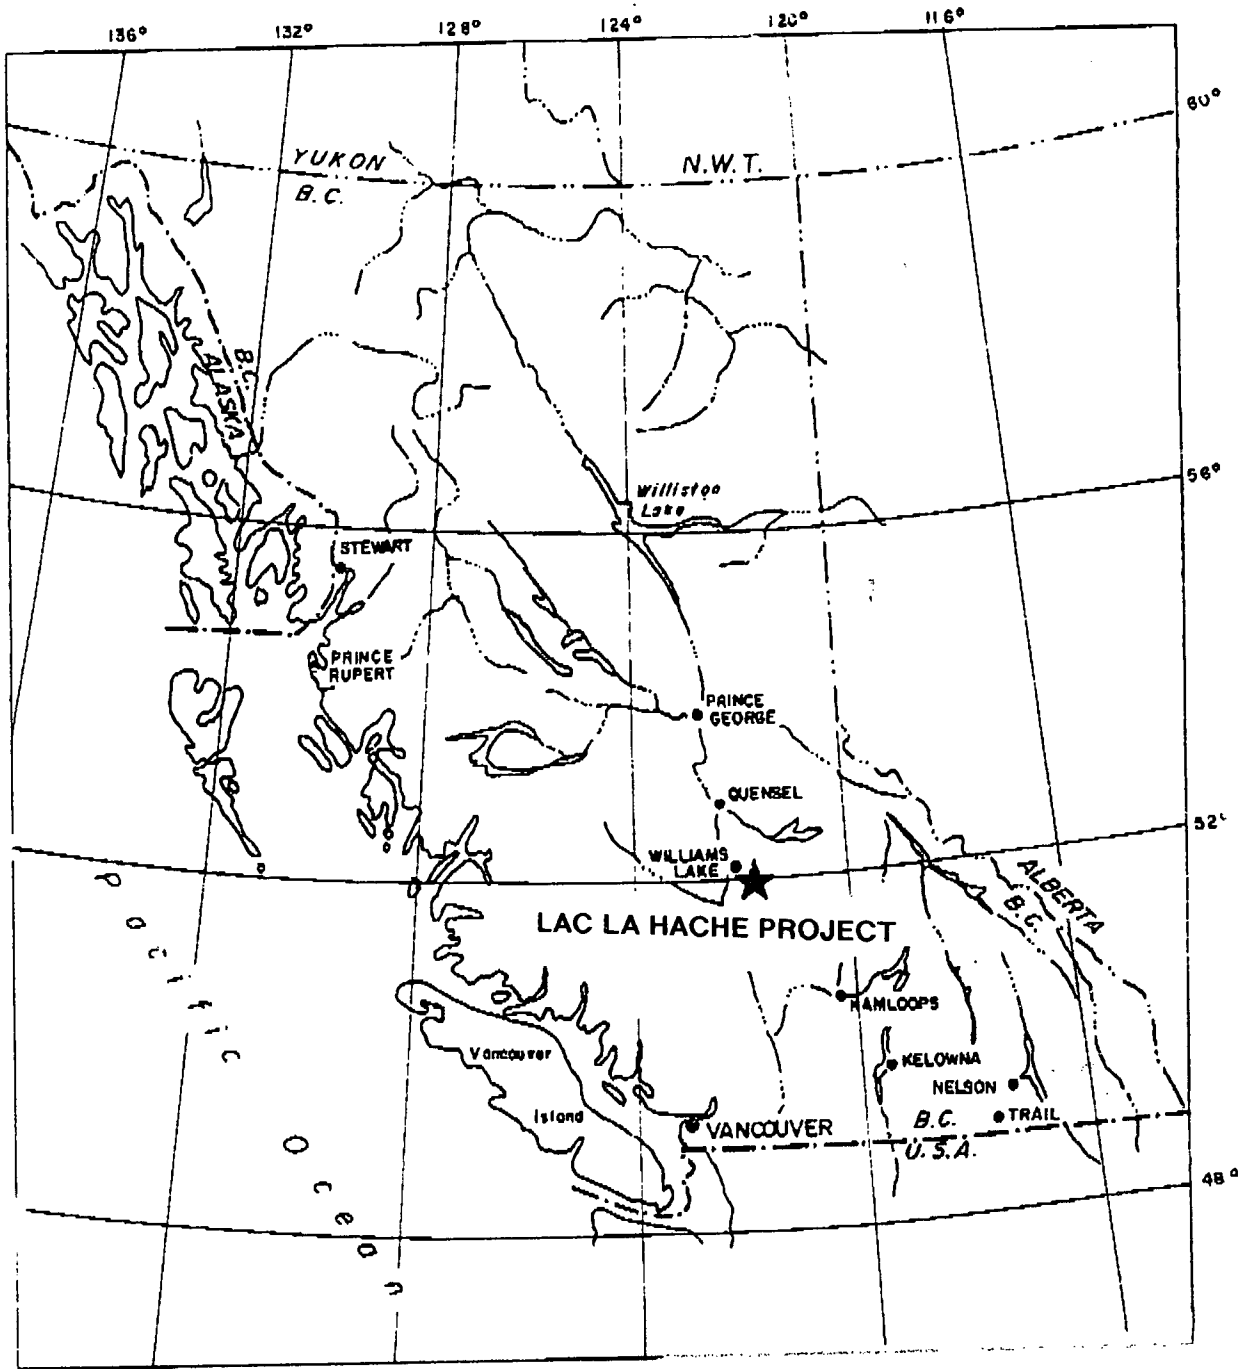 136° 132° 128° 124° 120° 116°
60°
YUKON
N.W.T.
B.C.
B.C.
ALASKA
56°
Williston
Lake
STEWART
PRINCE
RUPERT
PRINCE
GEORGE
QUENSEL
52°
WILLIAMS
LAKE
ALBERTA
B.C.
LAC LA HACHE PROJECT
Pacific
KAMLOOPS
Vancouver
KELOWNA
NELSON
Island
TRAIL
VANCOUVER
B.C.
U.S.A.
Ocean
48°